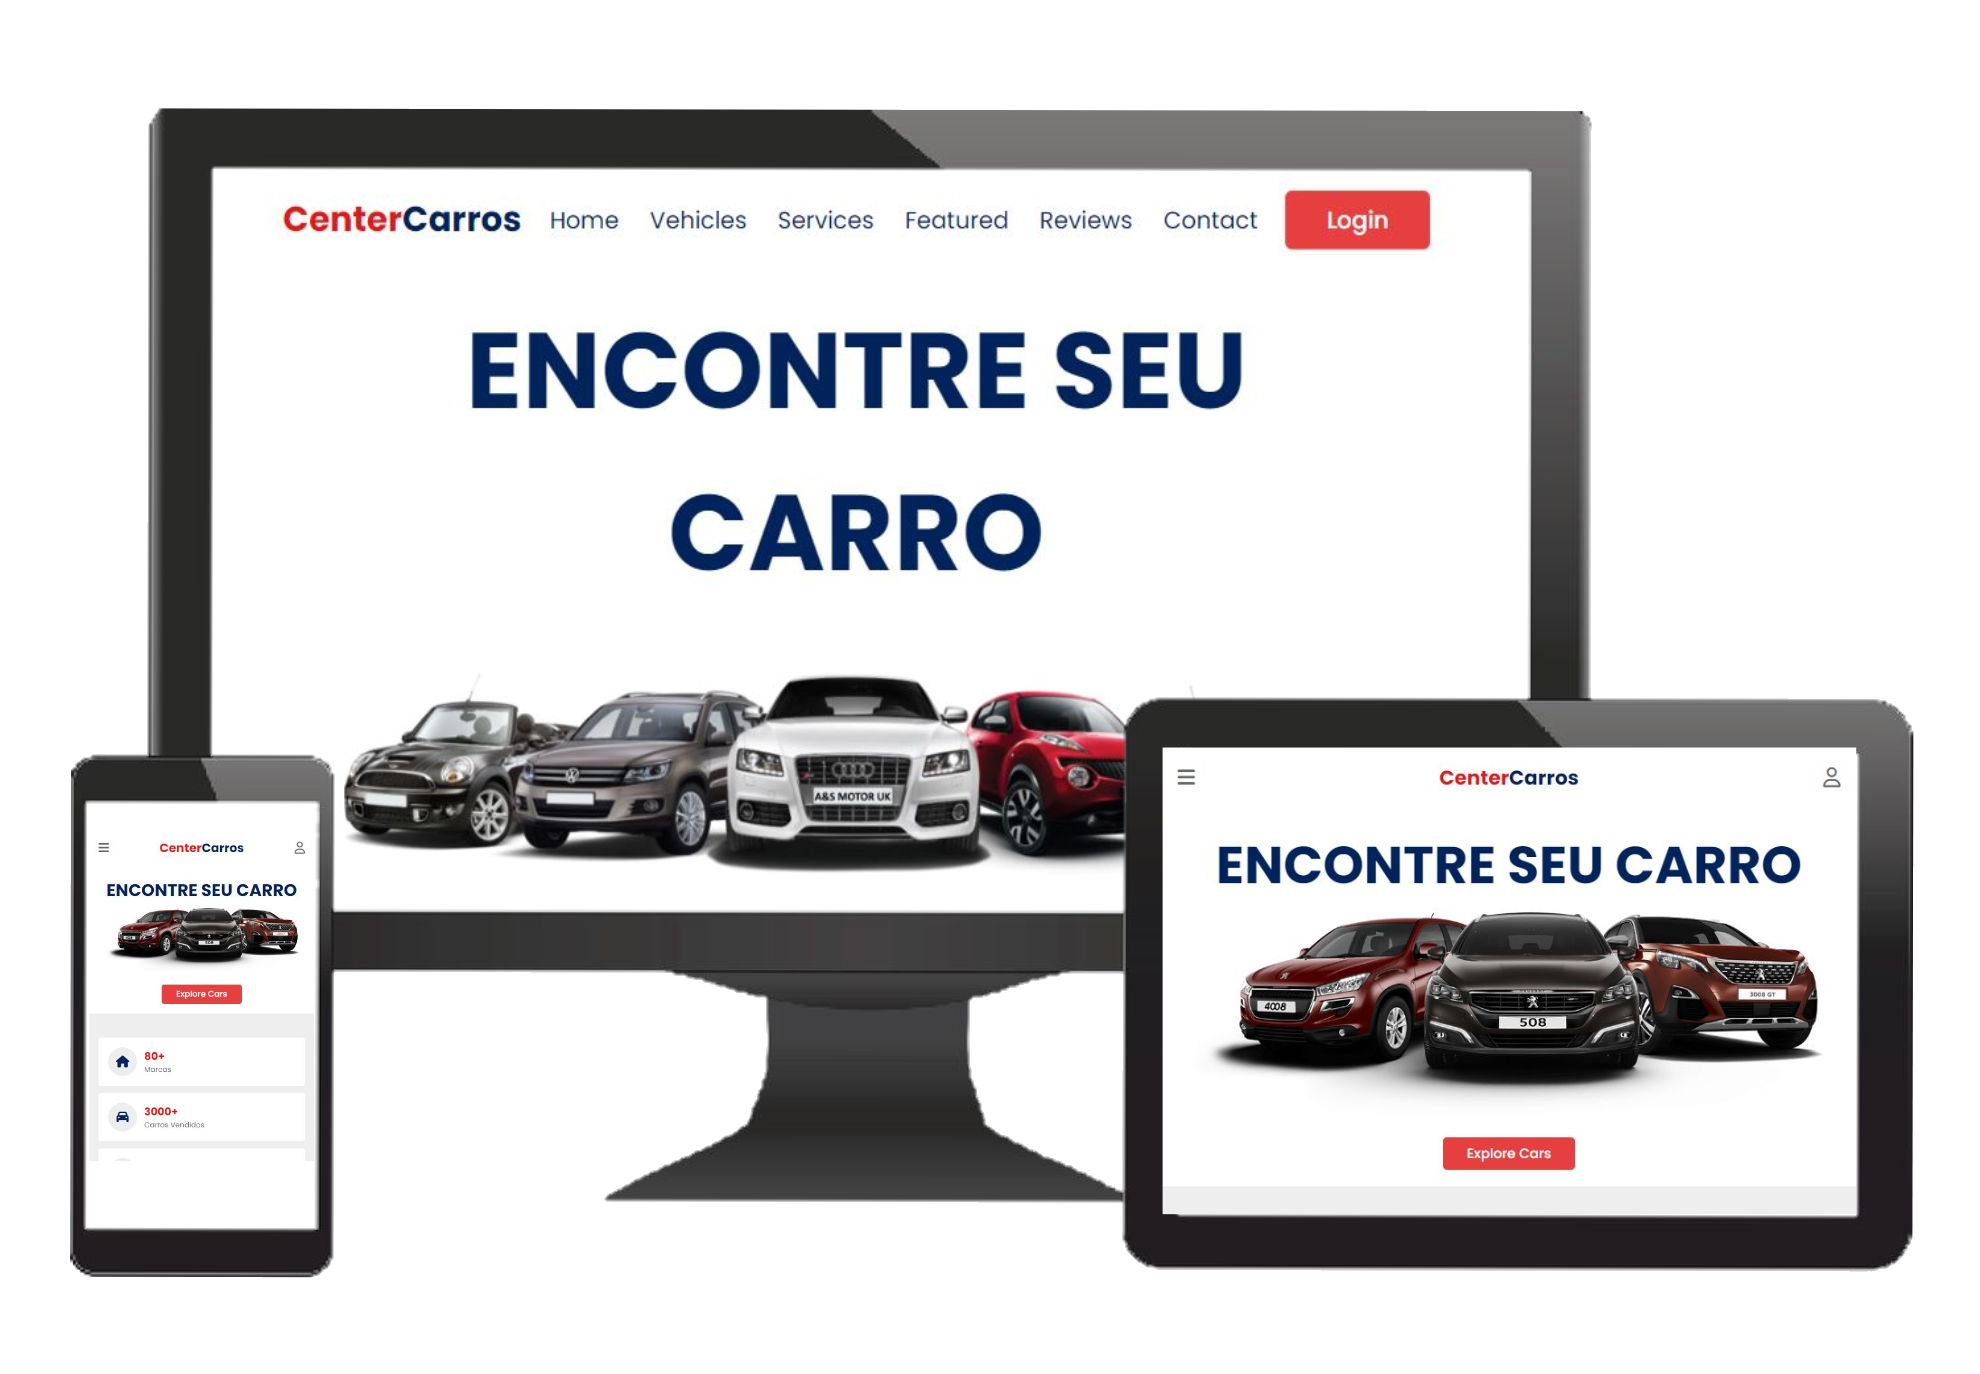 CenterCarros Home Vehicles Services Featured Reviews Contact Login
ENCONTRE SEU
CARRO
A&S MOTOR UK
CenterCarros
ENCONTRE SEU CARRO
508
Explore Cars
80+
Marcas
3000+
Carros Vendidos
CenterCarros
ENCONTRE SEU CARRO
4008
508
3008 GT
Explore Cars